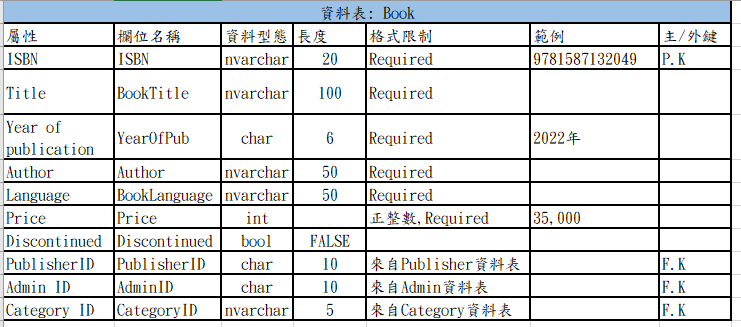 資料表: Book
屬性 欄位名稱 資料型態 長度 格式限制 範例 主/外鍵
ISBN ISBN nvarchar 20 Required 9781587132049 P.K
Title BookTitle nvarchar 100 Required
Year of publication YearOfPub char 6 Required 2022年
Author Author nvarchar 50 Required
Language BookLanguage nvarchar 50 Required
Price Price int 正整數,Required 35,000
Discontinued Discontinued bool FALSE
PublisherID PublisherID char 10 來自Publisher資料表 F.K
Admin ID AdminID char 10 來自Admin資料表 F.K
Category ID CategoryID nvarchar 5 來自Category資料表 F.K